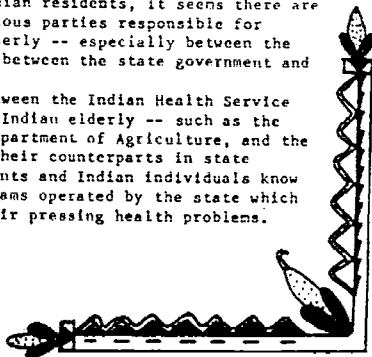 dian residents, it seems there are
ious parties responsible for
erly -- especially between the
between the state government and
ween the Indian Health Service
Indian elderly -- such as the
partment of Agriculture, and the
heir counterparts in state
nts and Indian individuals know
ams operated by the state which
ir pressing health problems.